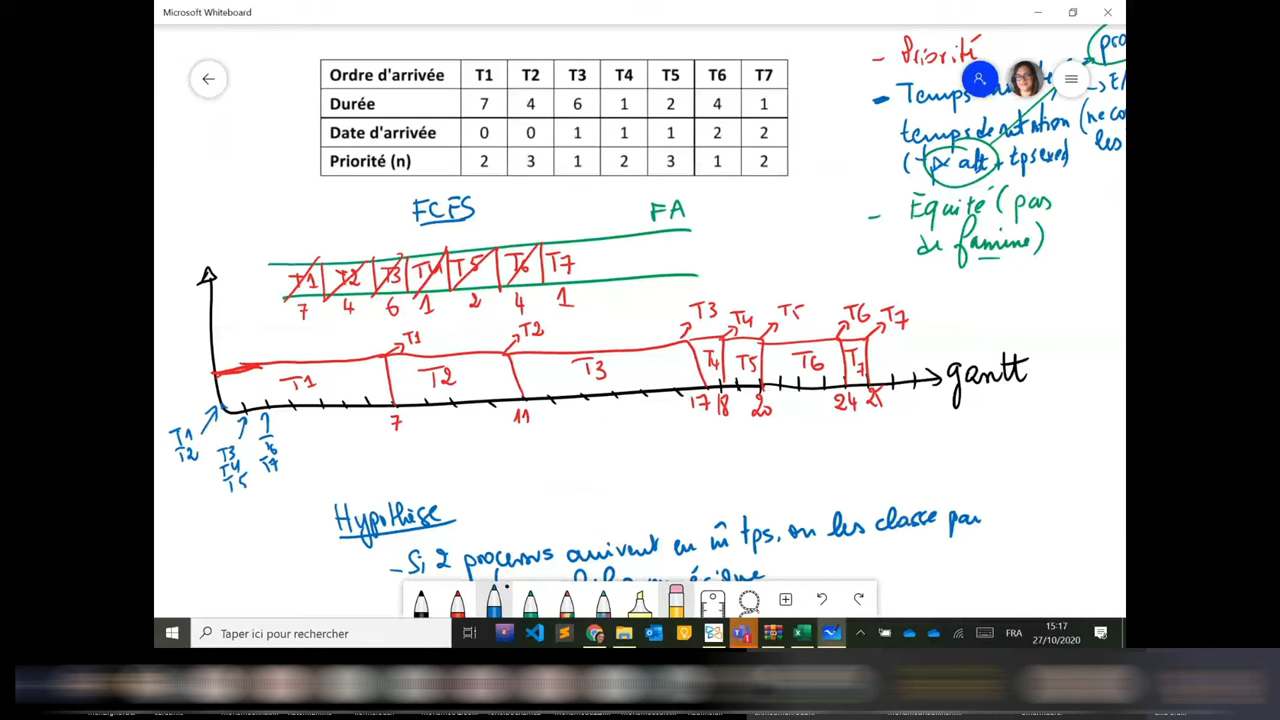 Microsoft Whiteboard
Ordre d'arrivée T1 T2 T3 T4 T5 T6 T7
Durée 7 4 6 1 2 4 1
Date d'arrivée 0 0 1 1 1 2 2
Priorité (n) 2 3 1 2 3 1 2
- Priorité
- Temps
temps de rotation (
(tps att + tps exec)
- Equité (pas
de famine)
pro
(ne co
les
FCFS FA
T1 T2 T3 T4 T5 T6 T7
7 4 6 1 2 4 1
T1 T2 T3 T4 T5 T6 T7
T1 T2 T3 T4 T5 T6 T7
gantt
7 11 17 18 20 24 25
T1
T2
T3
T4
T5
T6
T7
Hypothèse
- Si 2 processus arrivent en m̂ tps, on les classe par
Taper ici pour rechercher
FRA
15:17
27/10/2020